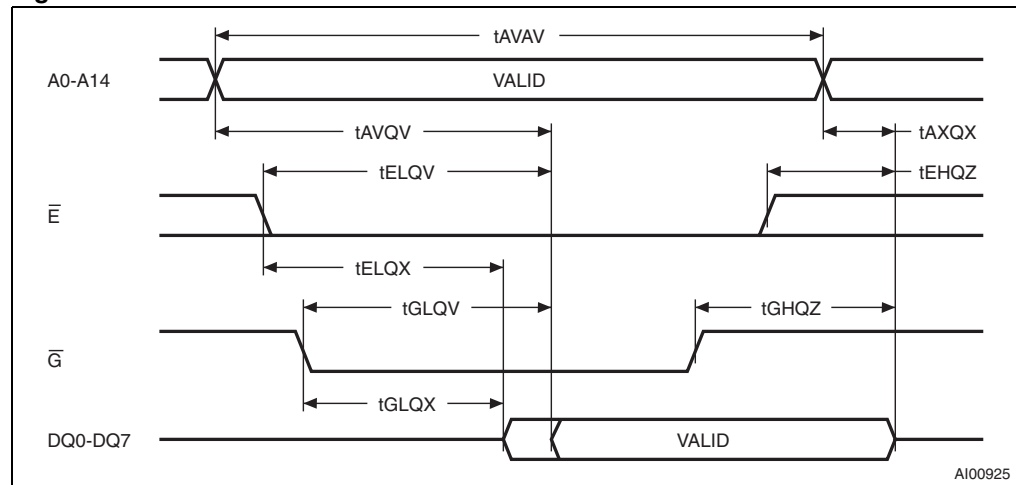 tAVAV
A0-A14 VALID
tAVQV tAXQX
tELQV tEHQZ
E̅
tELQX
tGLQV tGHQZ
G̅
tGLQX
DQ0-DQ7 VALID
AI00925